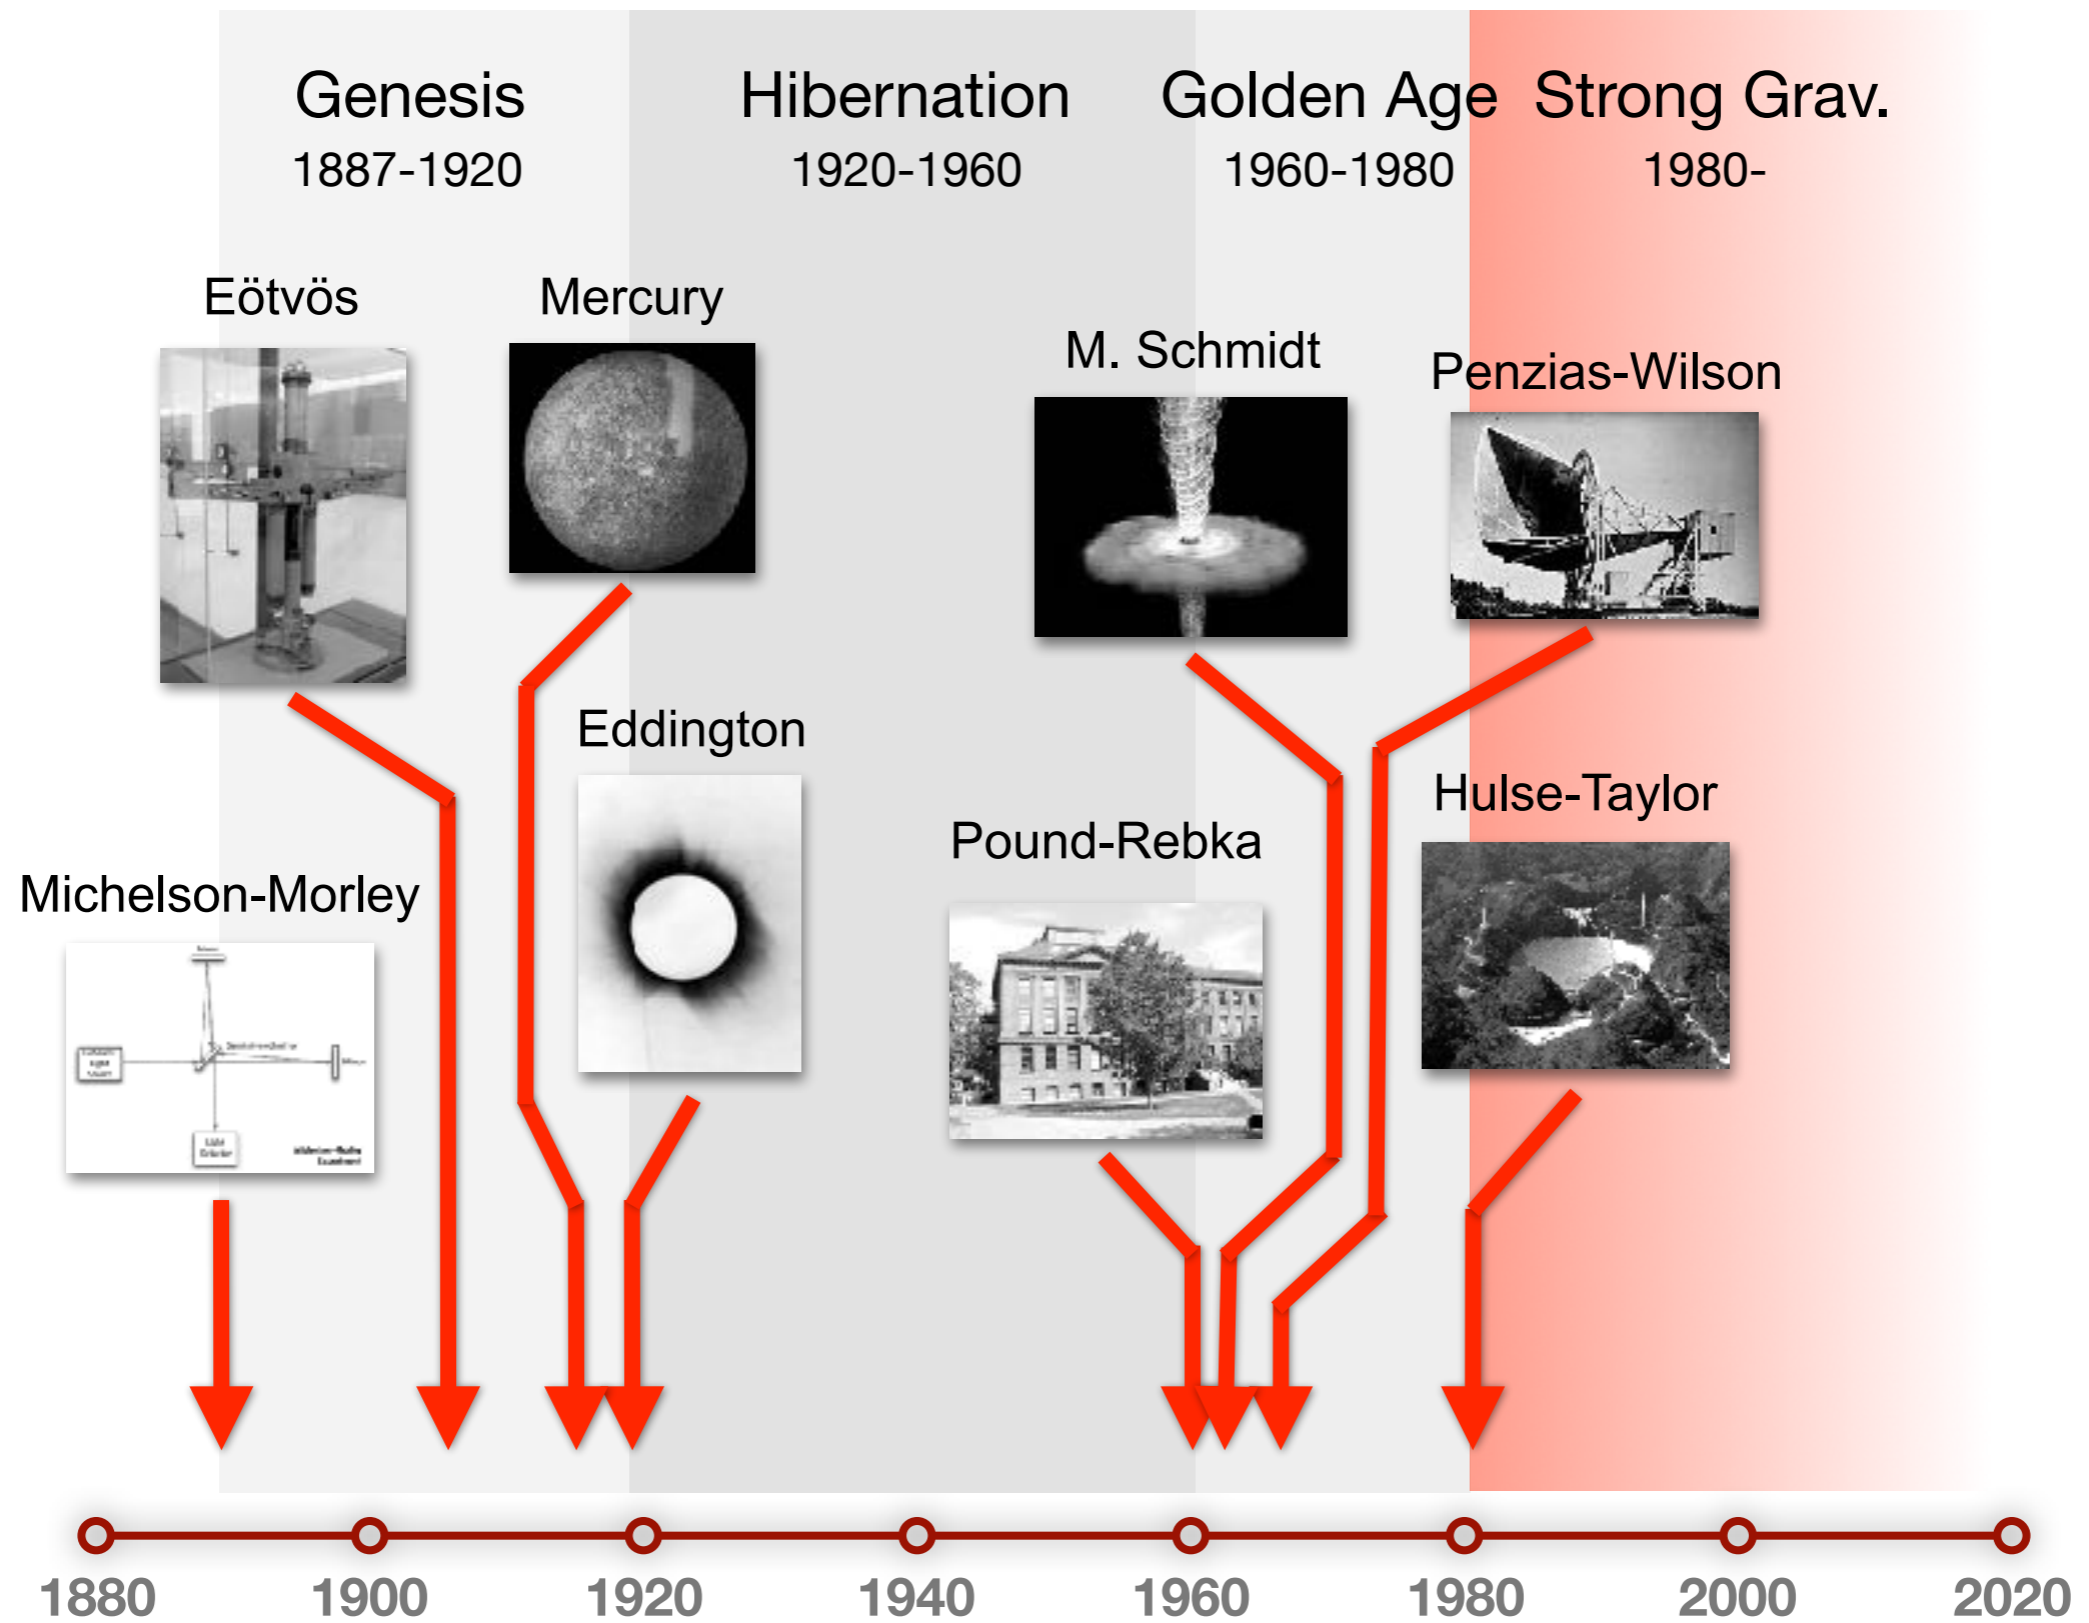 Genesis
1887-1920
Hibernation
1920-1960
Golden Age
1960-1980
Strong Grav.
1980-
Eötvös
Mercury
M. Schmidt
Penzias-Wilson
Eddington
Hulse-Taylor
Pound-Rebka
Michelson-Morley
Light
1880 1900 1920 1940 1960 1980 2000 2020